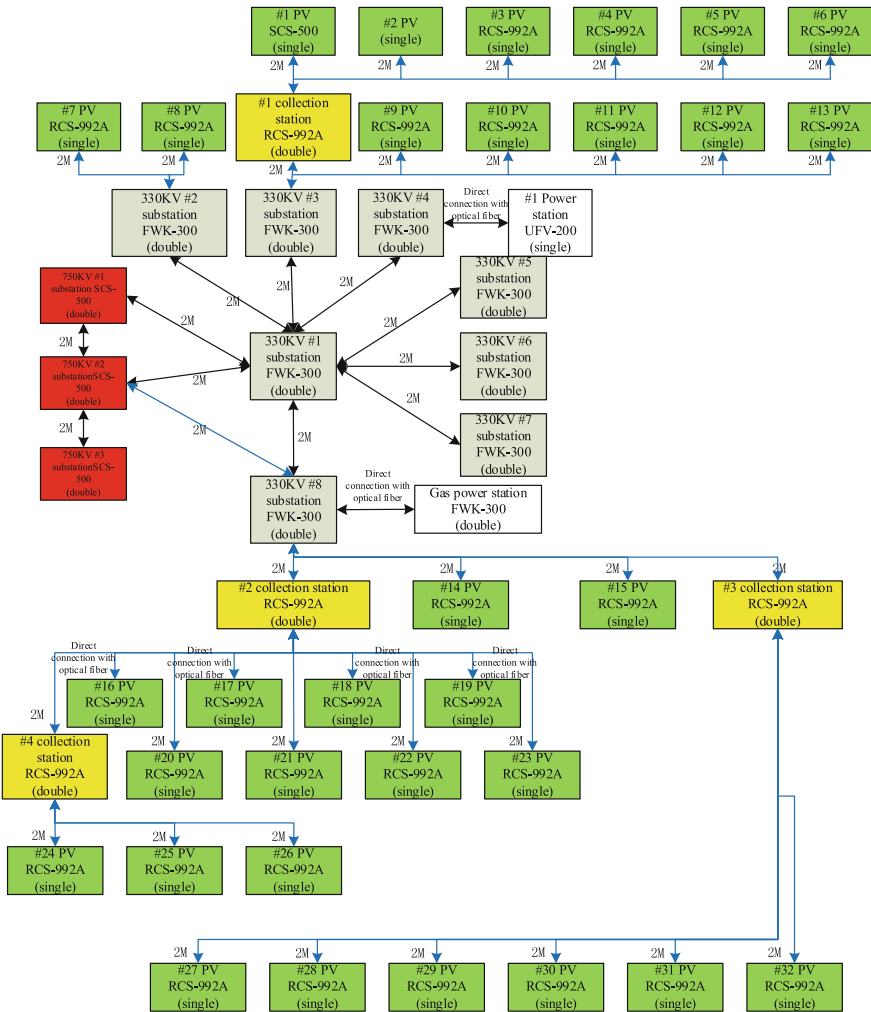 #1 PV
SCS-500
(single)
#2 PV
(single)
#3 PV
RCS-992A
(single)
#4 PV
RCS-992A
(single)
#5 PV
RCS-992A
(single)
#6 PV
RCS-992A
(single)
2M
2M
2M
2M
2M
2M
#7 PV
RCS-992A
(single)
#8 PV
RCS-992A
(single)
#1 collection
station
RCS-992A
(double)
#9 PV
RCS-992A
(single)
#10 PV
RCS-992A
(single)
#11 PV
RCS-992A
(single)
#12 PV
RCS-992A
(single)
#13 PV
RCS-992A
(single)
2M
2M
2M
2M
2M
2M
2M
2M
330KV #2
substation
FWK-300
(double)
330KV #3
substation
FWK-300
(double)
330KV #4
substation
FWK-300
(double)
Direct
connection with
optical fiber
#1 Power
station
UFV-200
(single)
2M
2M
2M
750KV #1
substation SCS-
500
(double)
2M
2M
330KV #5
substation
FWK-300
(double)
2M
750KV #2
substationSCS-
500
(double)
2M
330KV #1
substation
FWK-300
(double)
2M
330KV #6
substation
FWK-300
(double)
2M
2M
2M
2M
330KV #7
substation
FWK-300
(double)
750KV #3
substationSCS-
500
(double)
330KV #8
substation
FWK-300
(double)
Direct
connection with
optical fiber
Gas power station
FWK-300
(double)
2M
2M
2M
2M
#2 collection station
RCS-992A
(double)
#14 PV
RCS-992A
(single)
#15 PV
RCS-992A
(single)
#3 collection station
RCS-992A
(double)
Direct
connection with
optical fiber
Direct
connection with
optical fiber
Direct
connection with
optical fiber
Direct
connection with
optical fiber
#16 PV
RCS-992A
(single)
#17 PV
RCS-992A
(single)
#18 PV
RCS-992A
(single)
#19 PV
RCS-992A
(single)
2M
2M
2M
2M
2M
#4 collection
station
RCS-992A
(double)
#20 PV
RCS-992A
(single)
#21 PV
RCS-992A
(single)
#22 PV
RCS-992A
(single)
#23 PV
RCS-992A
(single)
2M
2M
2M
#24 PV
RCS-992A
(single)
#25 PV
RCS-992A
(single)
#26 PV
RCS-992A
(single)
2M
2M
2M
2M
2M
2M
#27 PV
RCS-992A
(single)
#28 PV
RCS-992A
(single)
#29 PV
RCS-992A
(single)
#30 PV
RCS-992A
(single)
#31 PV
RCS-992A
(single)
#32 PV
RCS-992A
(single)